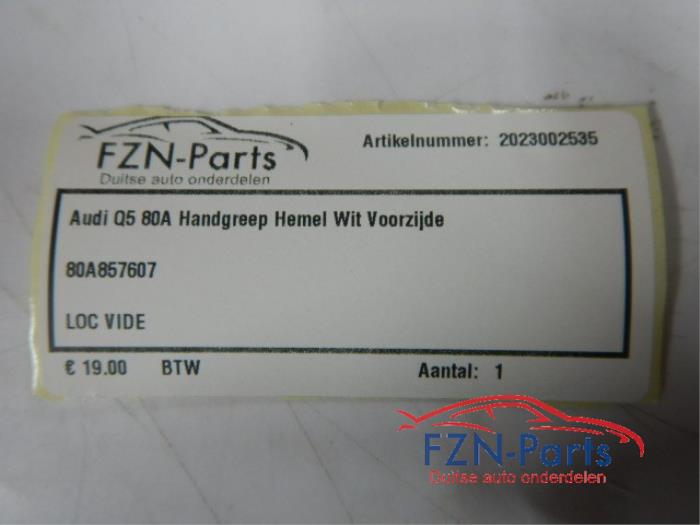 FZN-Parts
Duitse auto onderdelen
Artikelnummer: 2023002535
Audi Q5 80A Handgreep Hemel Wit Voorzijde
80A857607
LOC VIDE
€ 19.00 BTW Aantal: 1
FZN-Parts
Duitse auto onderdelen